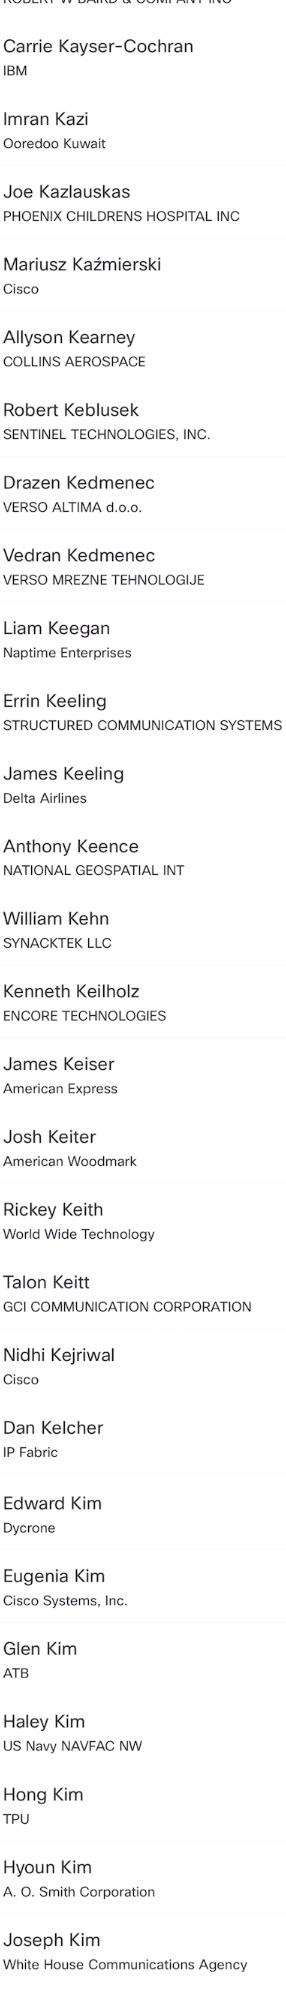 ROBERT W BAIRD & COMPANY INC
Carrie Kayser-Cochran
IBM
Imran Kazi
Ooredoo Kuwait
Joe Kazlauskas
PHOENIX CHILDRENS HOSPITAL INC
Mariusz Kaźmierski
Cisco
Allyson Kearney
COLLINS AEROSPACE
Robert Keblusek
SENTINEL TECHNOLOGIES, INC.
Drazen Kedmenec
VERSO ALTIMA d.o.o.
Vedran Kedmenec
VERSO MREZNE TEHNOLOGIJE
Liam Keegan
Naptime Enterprises
Errin Keeling
STRUCTURED COMMUNICATION SYSTEMS
James Keeling
Delta Airlines
Anthony Keence
NATIONAL GEOSPATIAL INT
William Kehn
SYNACKTEK LLC
Kenneth Keilholz
ENCORE TECHNOLOGIES
James Keiser
American Express
Josh Keiter
American Woodmark
Rickey Keith
World Wide Technology
Talon Keitt
GCI COMMUNICATION CORPORATION
Nidhi Kejriwal
Cisco
Dan Kelcher
IP Fabric
Edward Kim
Dycrone
Eugenia Kim
Cisco Systems, Inc.
Glen Kim
ATB
Haley Kim
US Navy NAVFAC NW
Hong Kim
TPU
Hyoun Kim
A. O. Smith Corporation
Joseph Kim
White House Communications Agency